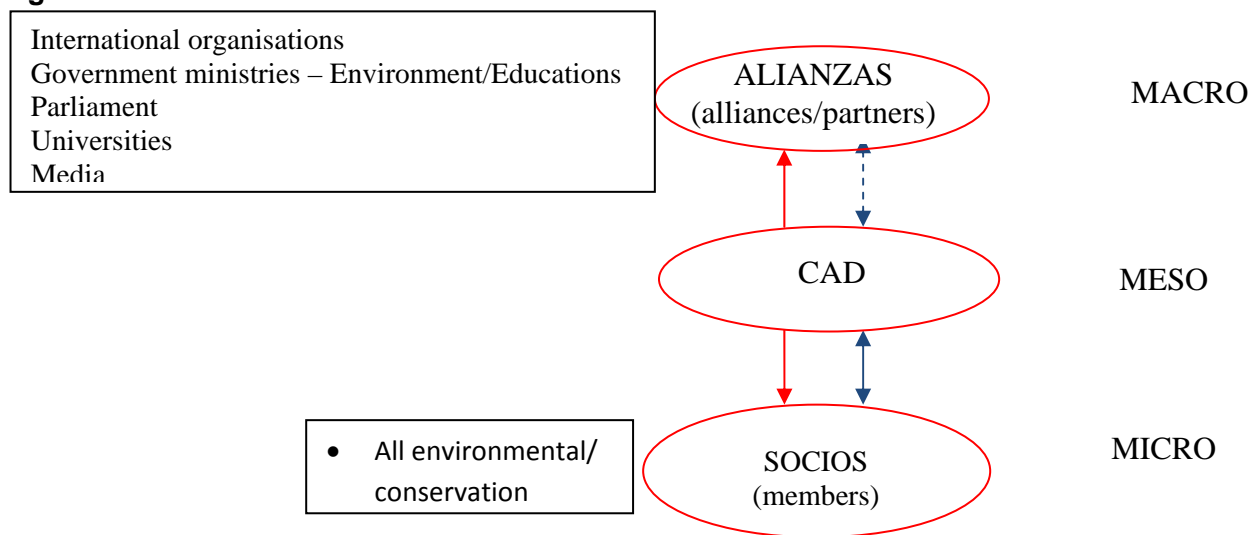 International organisations
Government ministries – Environment/Educations
Parliament
Universities
Media
ALIANZAS
(alliances/partners)
MACRO
CAD
MESO
• All environmental/
conservation
SOCIOS
(members)
MICRO